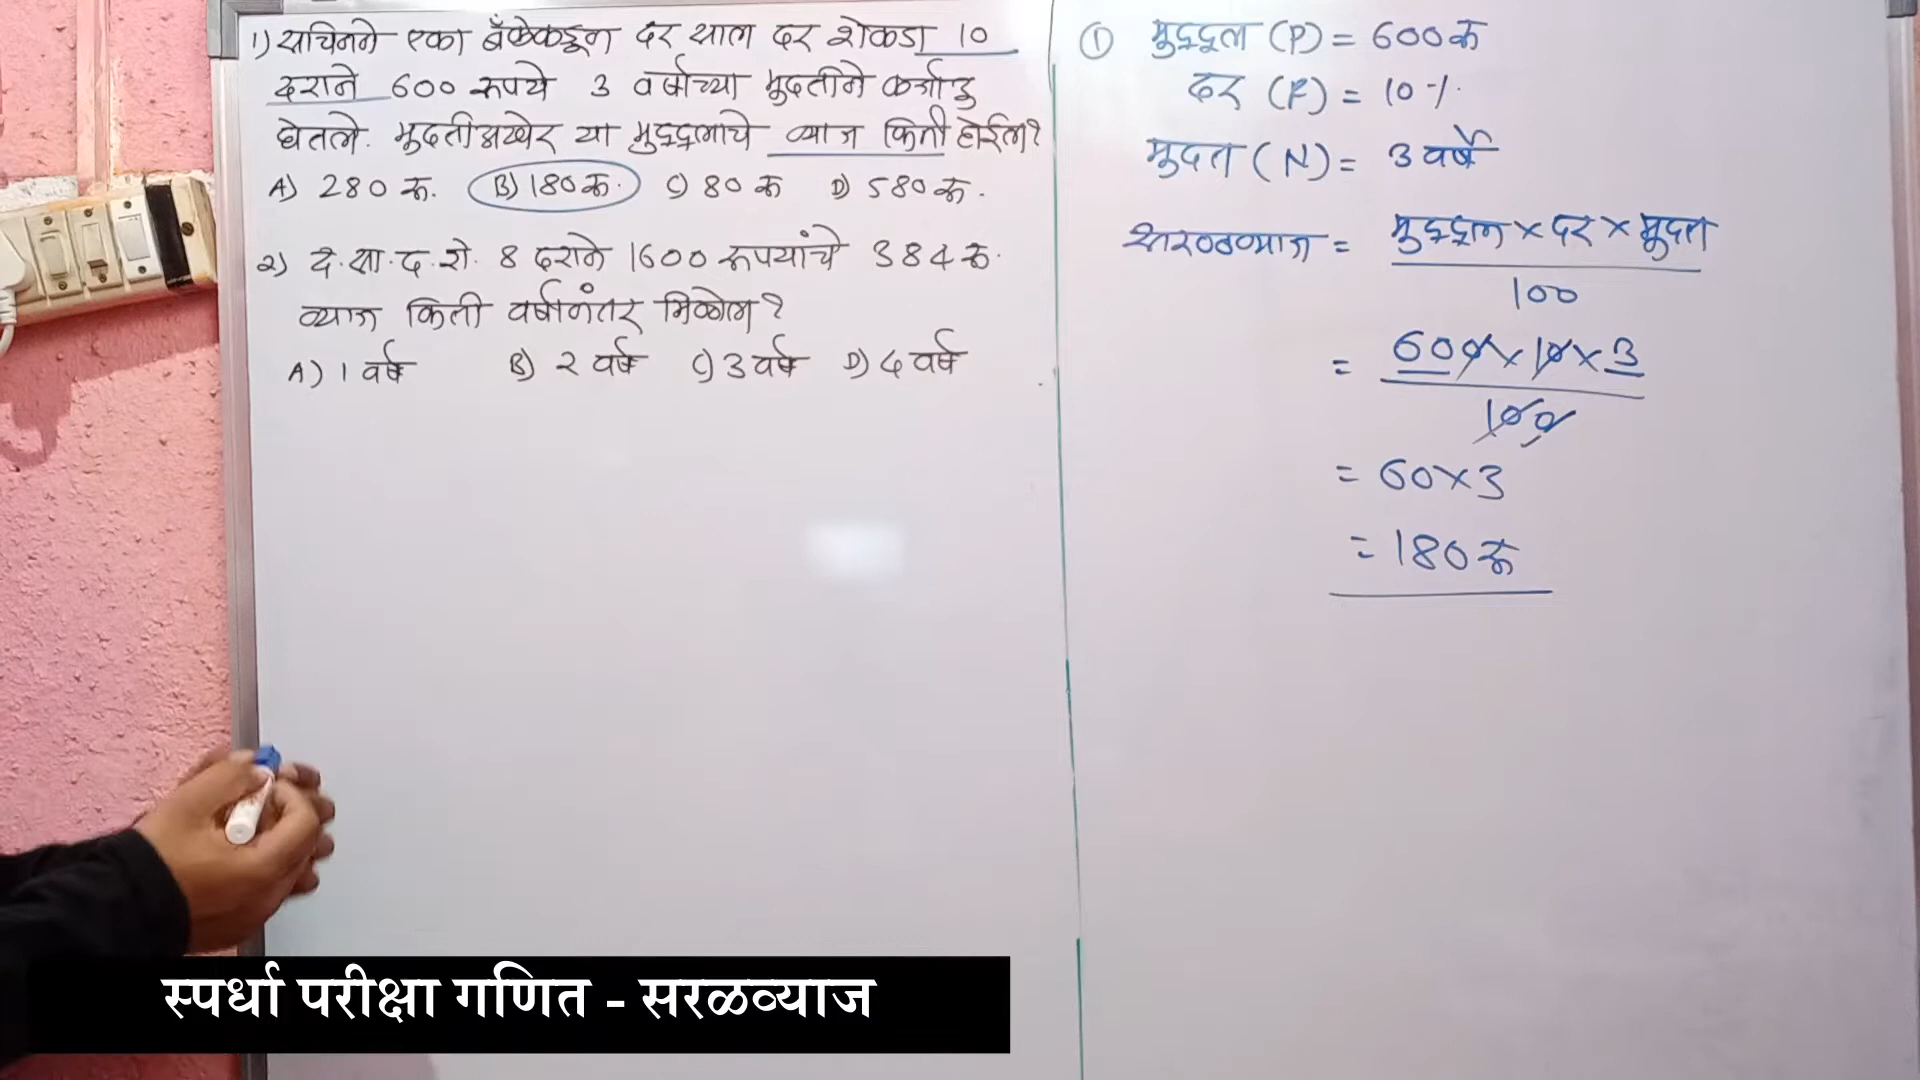 1) सचिनने एका बँकेकडून दर साल दर शेकडा 10
दराने 600 रूपये 3 वर्षाच्या मुदतीने कर्जाऊ
घेतले. मुदतीअखेर या मुद्दलाचे व्याज किती होईल?
A) 280 रू. B) 180 रू. C) 80 रू D) 580 रू.
2) द.सा.द.शे. 8 दराने 1600 रूपयांचे 384 रू.
व्याज किती वर्षानंतर मिळेल?
A) 1 वर्ष B) 2 वर्ष C) 3 वर्ष D) 4 वर्ष
① मुद्दल (P) = 600 रू
दर (R) = 10 %.
मुदत (N) = 3 वर्षे
सरळव्याज = मुद्दल × दर × मुदत
100
= 600 × 10 × 3
100
= 60 × 3
= 180 रू
स्पर्धा परीक्षा गणित - सरळव्याज